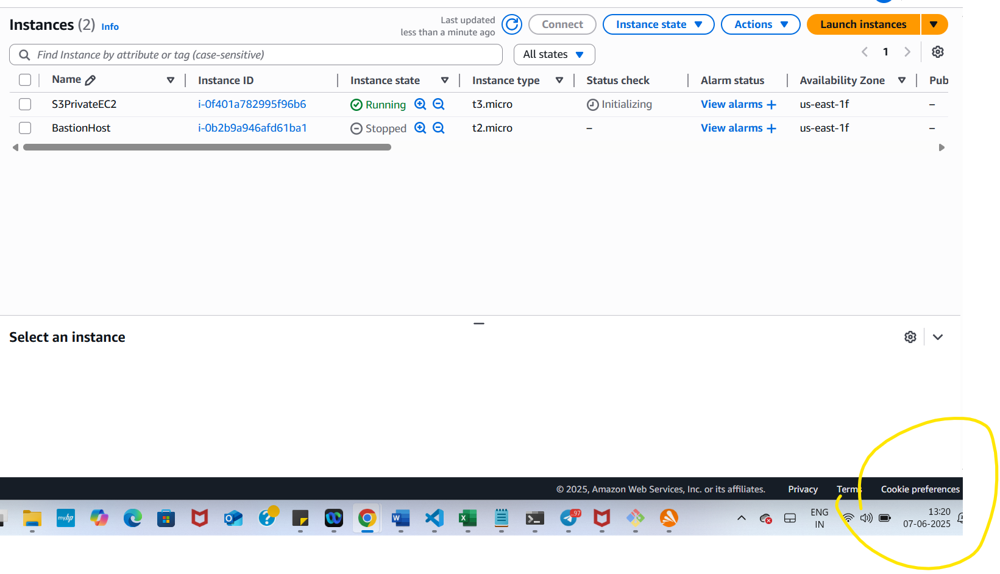 Instances (2) Info
Last updated
less than a minute ago
Connect
Instance state
Actions
Launch instances
Find Instance by attribute or tag (case-sensitive)
All states
1
Name Instance ID Instance state Instance type Status check Alarm status Availability Zone Pub
S3PrivateEC2 i-0f401a782995f96b6 Running t3.micro Initializing View alarms + us-east-1f –
BastionHost i-0b2b9a946afd61ba1 Stopped t2.micro – View alarms + us-east-1f –
Select an instance
© 2025, Amazon Web Services, Inc. or its affiliates. Privacy Terms Cookie preferences
myhp
97
ENG
IN
13:20
07-06-2025